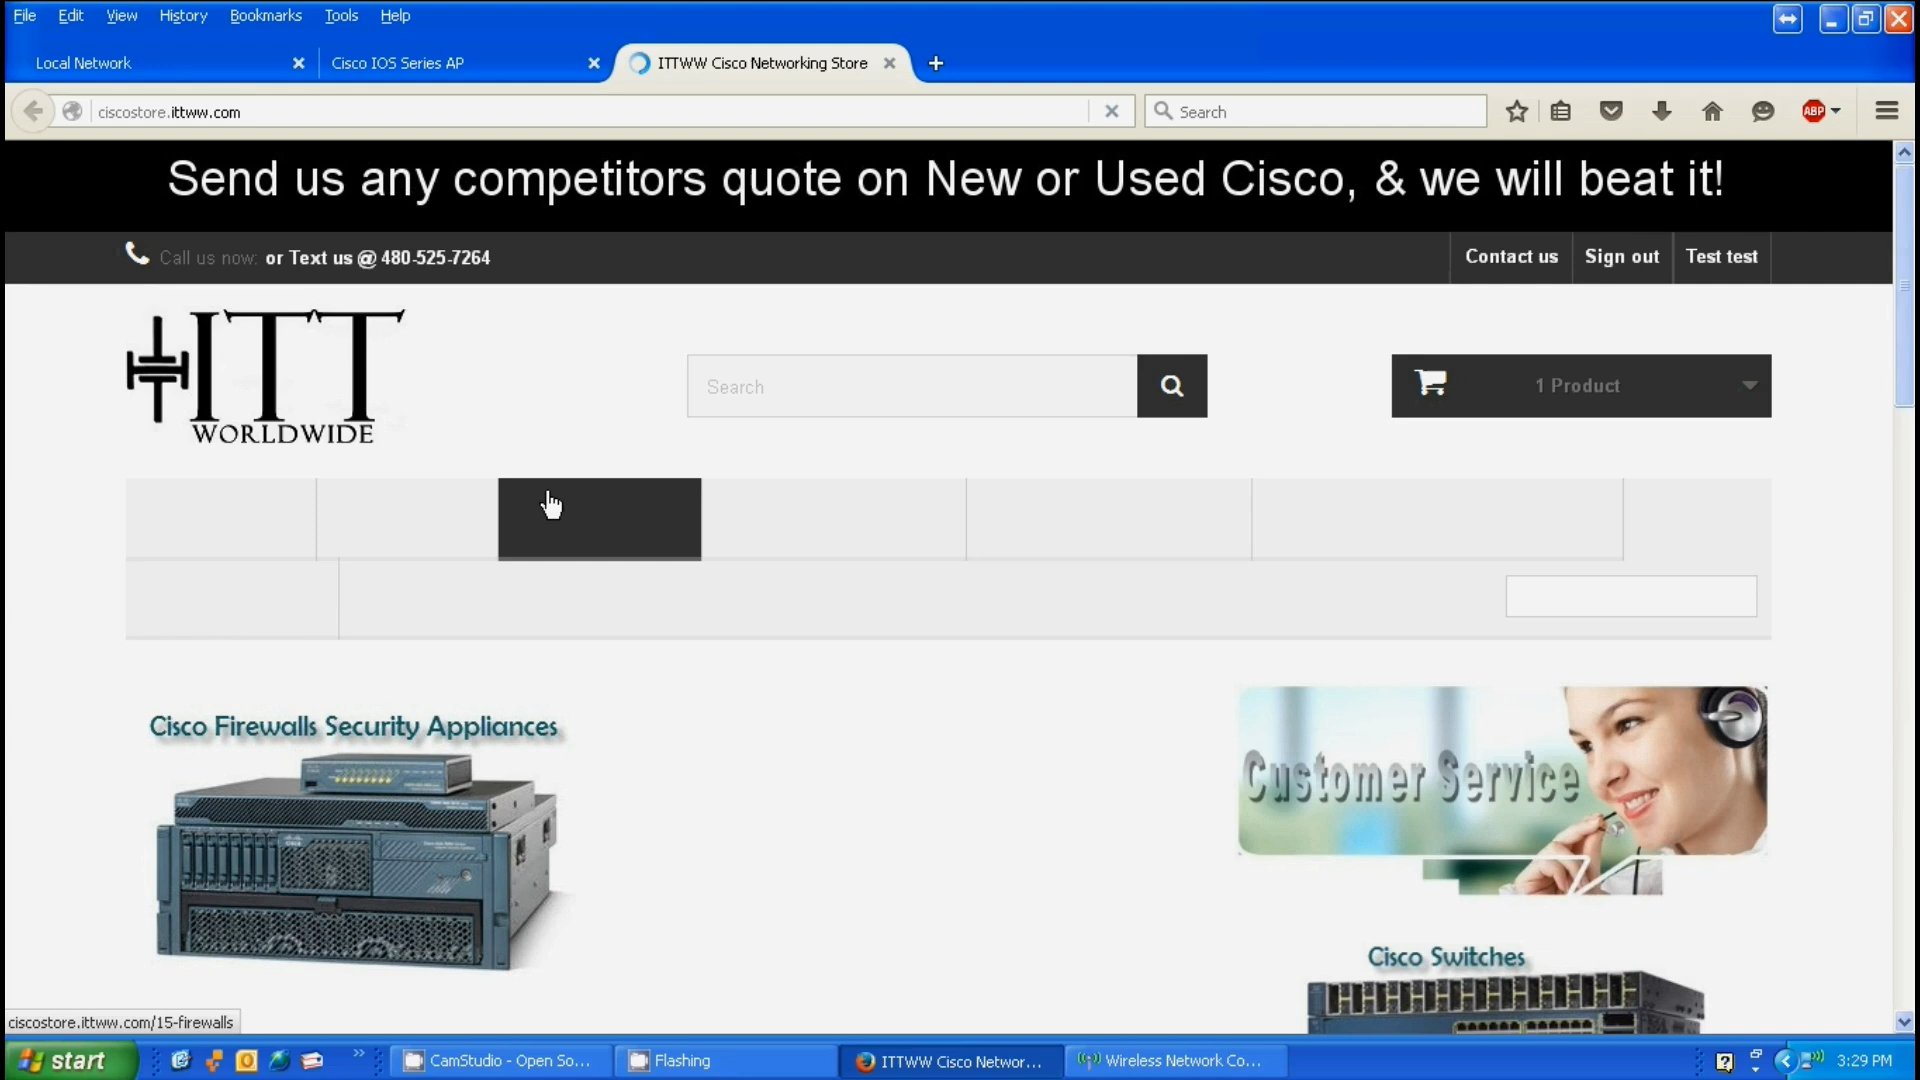 File Edit View History Bookmarks Tools Help
Local Network Cisco IOS Series AP ITTWW Cisco Networking Store
ciscostore.ittww.com Search ABP
Send us any competitors quote on New or Used Cisco, & we will beat it!
Call us now: or Text us @ 480-525-7264 Contact us Sign out Test test
ITT
WORLDWIDE
Search
1 Product
Cisco Firewalls Security Appliances
Customer Service
Cisco Switches
ciscostore.ittww.com/15-firewalls
start CamStudio - Open So... Flashing ITTWW Cisco Networ... Wireless Network Co... 3:29 PM